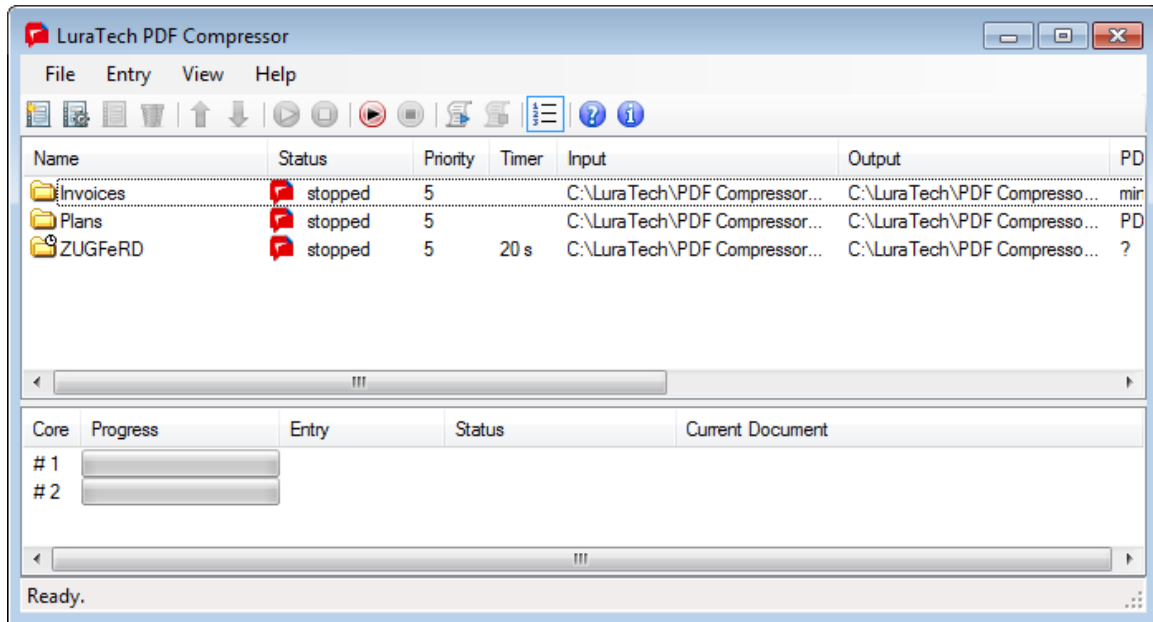 LuraTech PDF Compressor
File Entry View Help
Name Status Priority Timer Input Output PD
Invoices stopped 5 C:\LuraTech\PDF Compressor... C:\LuraTech\PDF Compresso... min
Plans stopped 5 C:\LuraTech\PDF Compressor... C:\LuraTech\PDF Compresso... PD
ZUGFeRD stopped 5 20 s C:\LuraTech\PDF Compressor... C:\LuraTech\PDF Compresso... ?
Core Progress Entry Status Current Document
# 1
# 2
Ready.